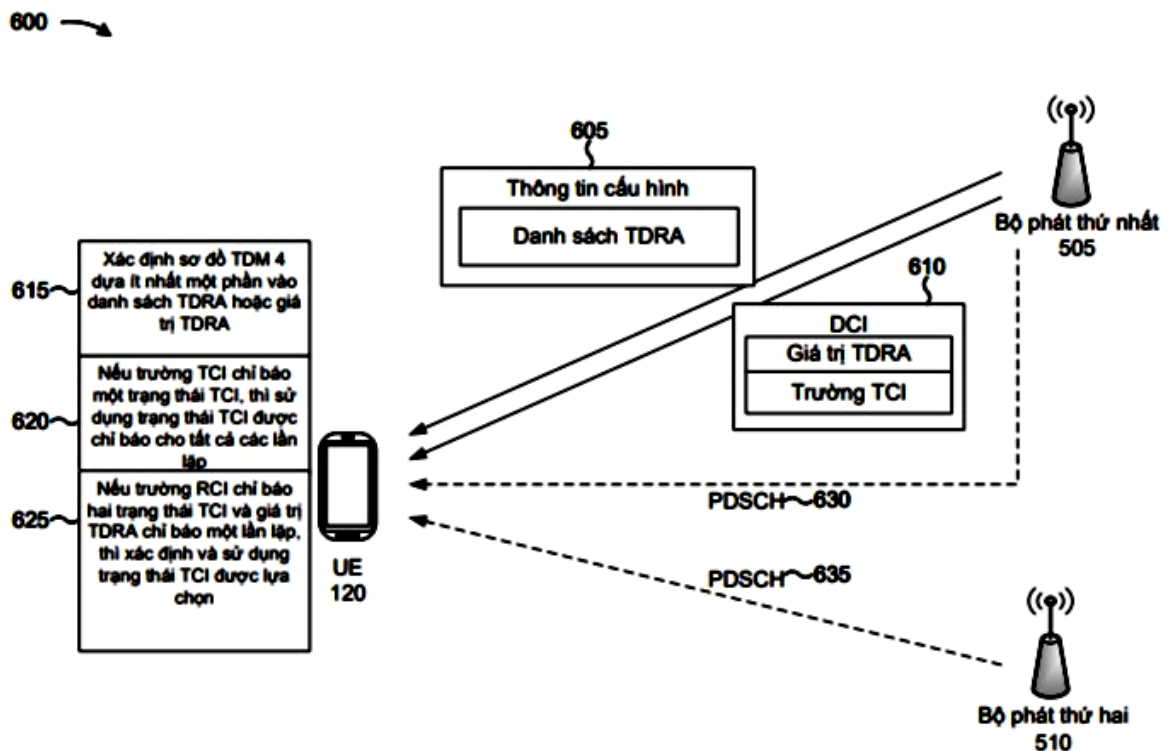 600
605
Thông tin cấu hình
Danh sách TDRA
Bộ phát thứ nhất
505
610
DCI
Giá trị TDRA
Trường TCI
615
Xác định sơ đồ TDM 4
dựa ít nhất một phần vào
danh sách TDRA hoặc giá
trị TDRA
620
Nếu trường TCI chỉ báo
một trạng thái TCI, thì sử
dụng trạng thái TCI được
chỉ báo cho tất cả các lần
lặp
625
Nếu trường RCI chỉ báo
hai trạng thái TCI và giá trị
TDRA chỉ báo một lần lặp,
thì xác định và sử dụng
trạng thái TCI được lựa
chọn
UE
120
PDSCH 630
PDSCH 635
Bộ phát thứ hai
510